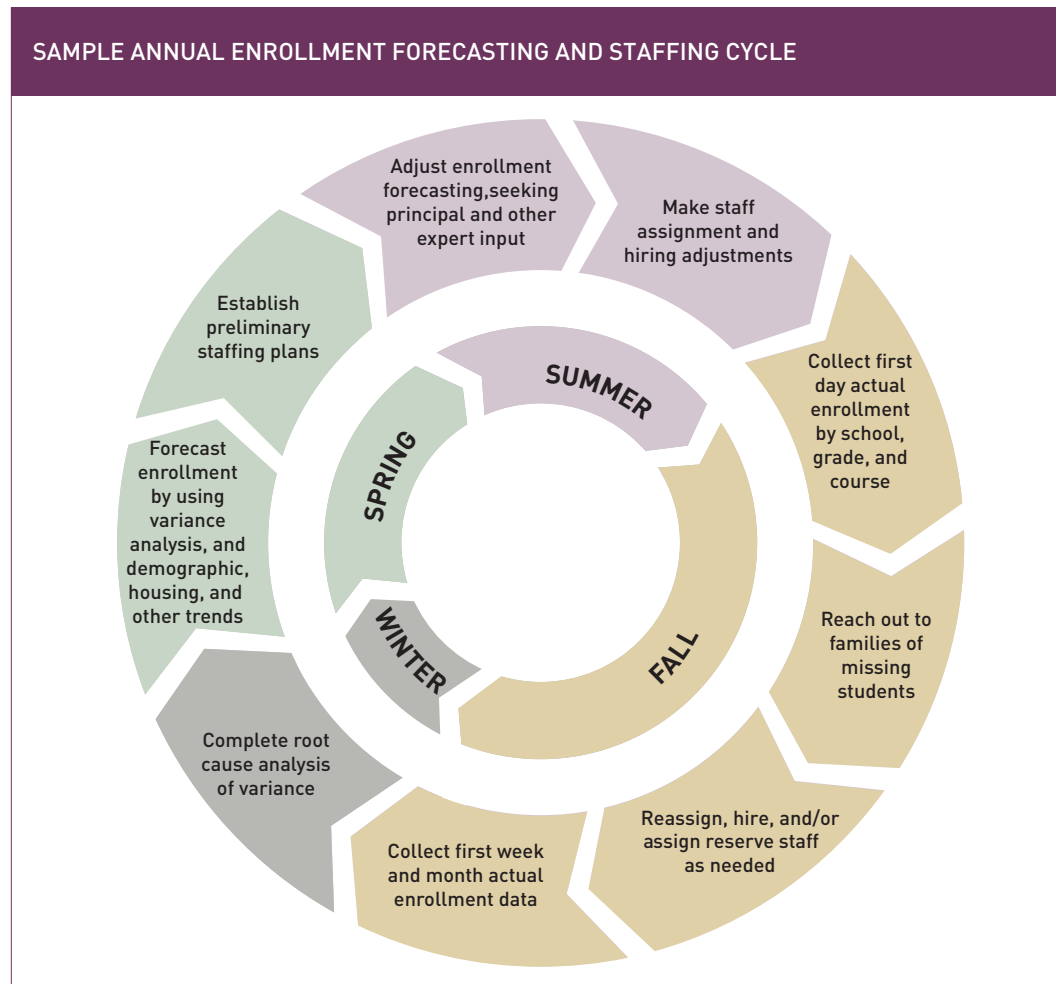 SAMPLE ANNUAL ENROLLMENT FORECASTING AND STAFFING CYCLE
Adjust enrollment
forecasting,seeking
principal and other
expert input
Make staff
assignment and
hiring adjustments
Collect first
day actual
enrollment
by school,
grade, and
course
Reach out to
families of
missing
students
Reassign, hire, and/or
assign reserve staff
as needed
Collect first week
and month actual
enrollment data
Complete root
cause analysis
of variance
Forecast
enrollment
by using
variance
analysis, and
demographic,
housing, and
other trends
Establish
preliminary
staffing plans
SUMMER
FALL
WINTER
SPRING